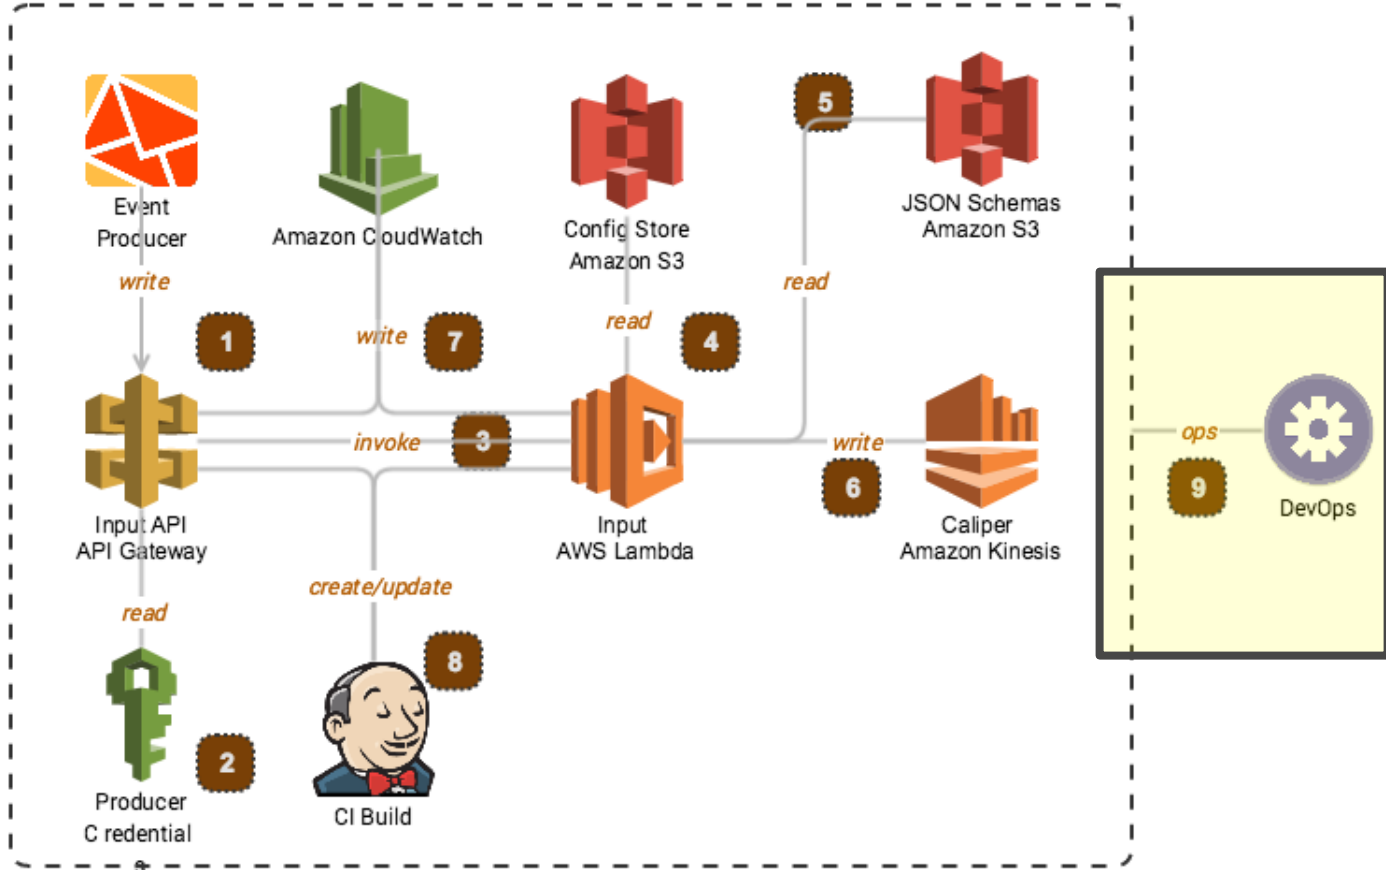 5
Event
Producer
Amazon CloudWatch
Config Store
Amazon S3
JSON Schemas
Amazon S3
write
read
read
1
write
7
4
invoke
3
write
ops
6
9
Input API
API Gateway
Input
AWS Lambda
Caliper
Amazon Kinesis
DevOps
create/update
read
8
2
Producer
C redential
CI Build